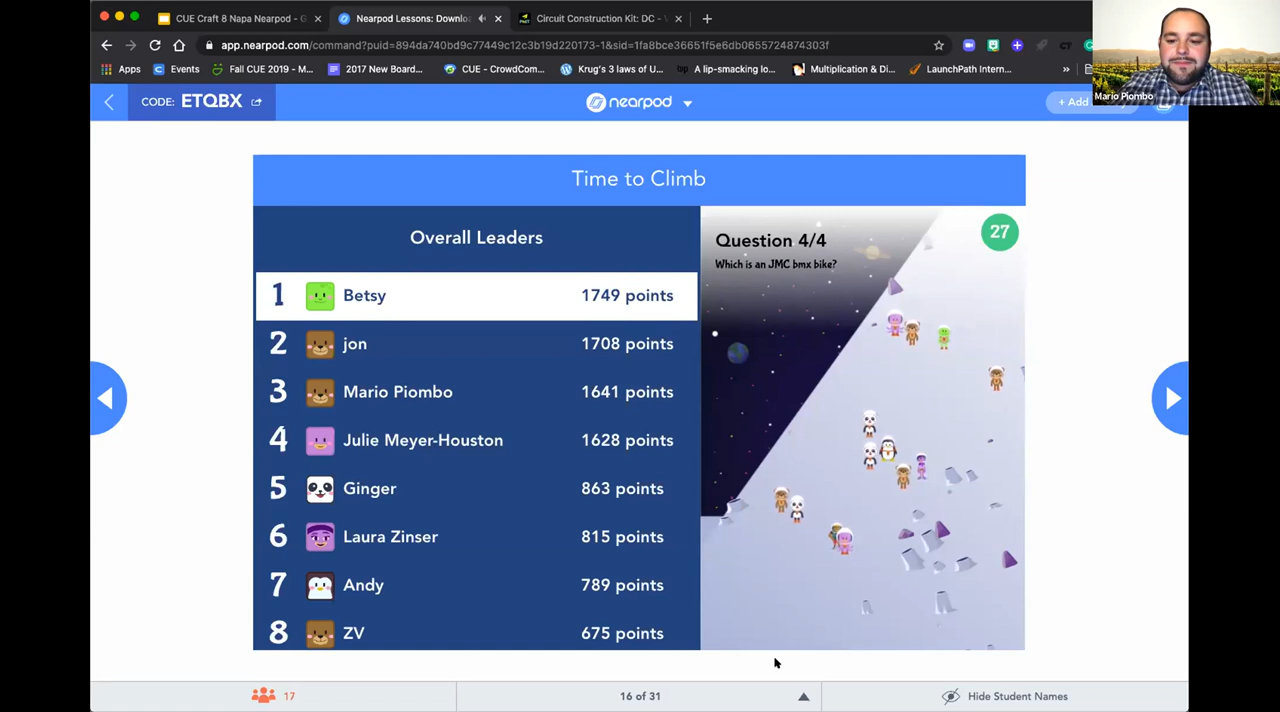 CUE Craft 8 Napa Nearpod - G
Nearpod Lessons: Downlo
Circuit Construction Kit: DC -
app.nearpod.com/command?puid=894da740bd9c77449c12c3b19d220173-1&sid=1fa8bce36651f5e6db0655724874303f
Apps
Events
Fall CUE 2019 - M...
2017 New Board...
CUE - CrowdCom...
Krug's 3 laws of U...
A lip-smacking lo...
Multiplication & Di...
LaunchPath Intern...
»
Mario Piombo
CODE: ETQBX
nearpod
+ Add
Time to Climb
Overall Leaders
1 Betsy 1749 points
2 jon 1708 points
3 Mario Piombo 1641 points
4 Julie Meyer-Houston 1628 points
5 Ginger 863 points
6 Laura Zinser 815 points
7 Andy 789 points
8 ZV 675 points
Question 4/4
27
Which is an JMC bmx bike?
17
16 of 31
Hide Student Names